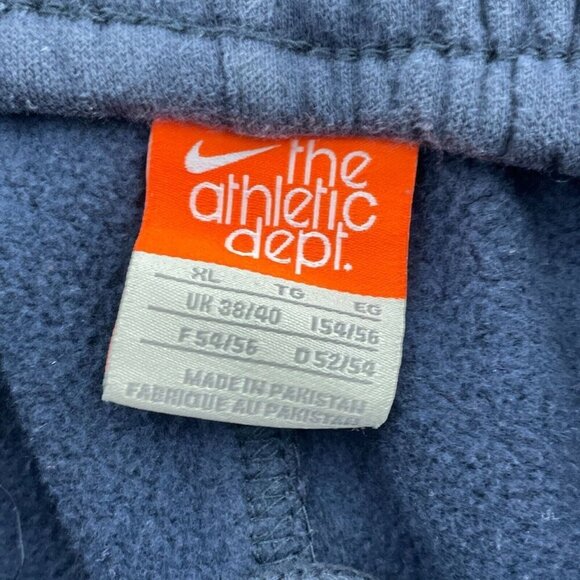 the
athletic
dept.
XL TG EG
UK 38/40 I 54/56
F 54/56 D 52/54
MADE IN PAKISTAN
FABRIQUE AU PAKISTAN